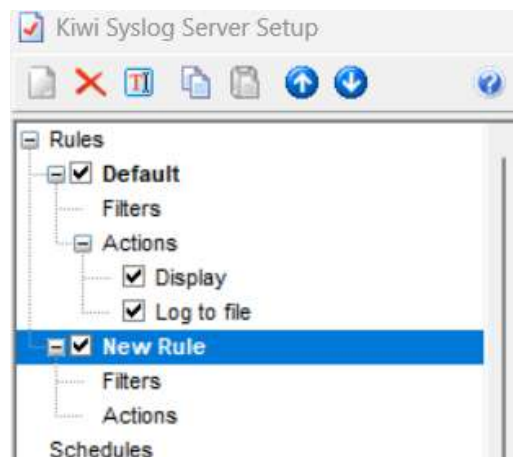 Kiwi Syslog Server Setup
Rules
Default
Filters
Actions
Display
Log to file
New Rule
Filters
Actions
Schedules